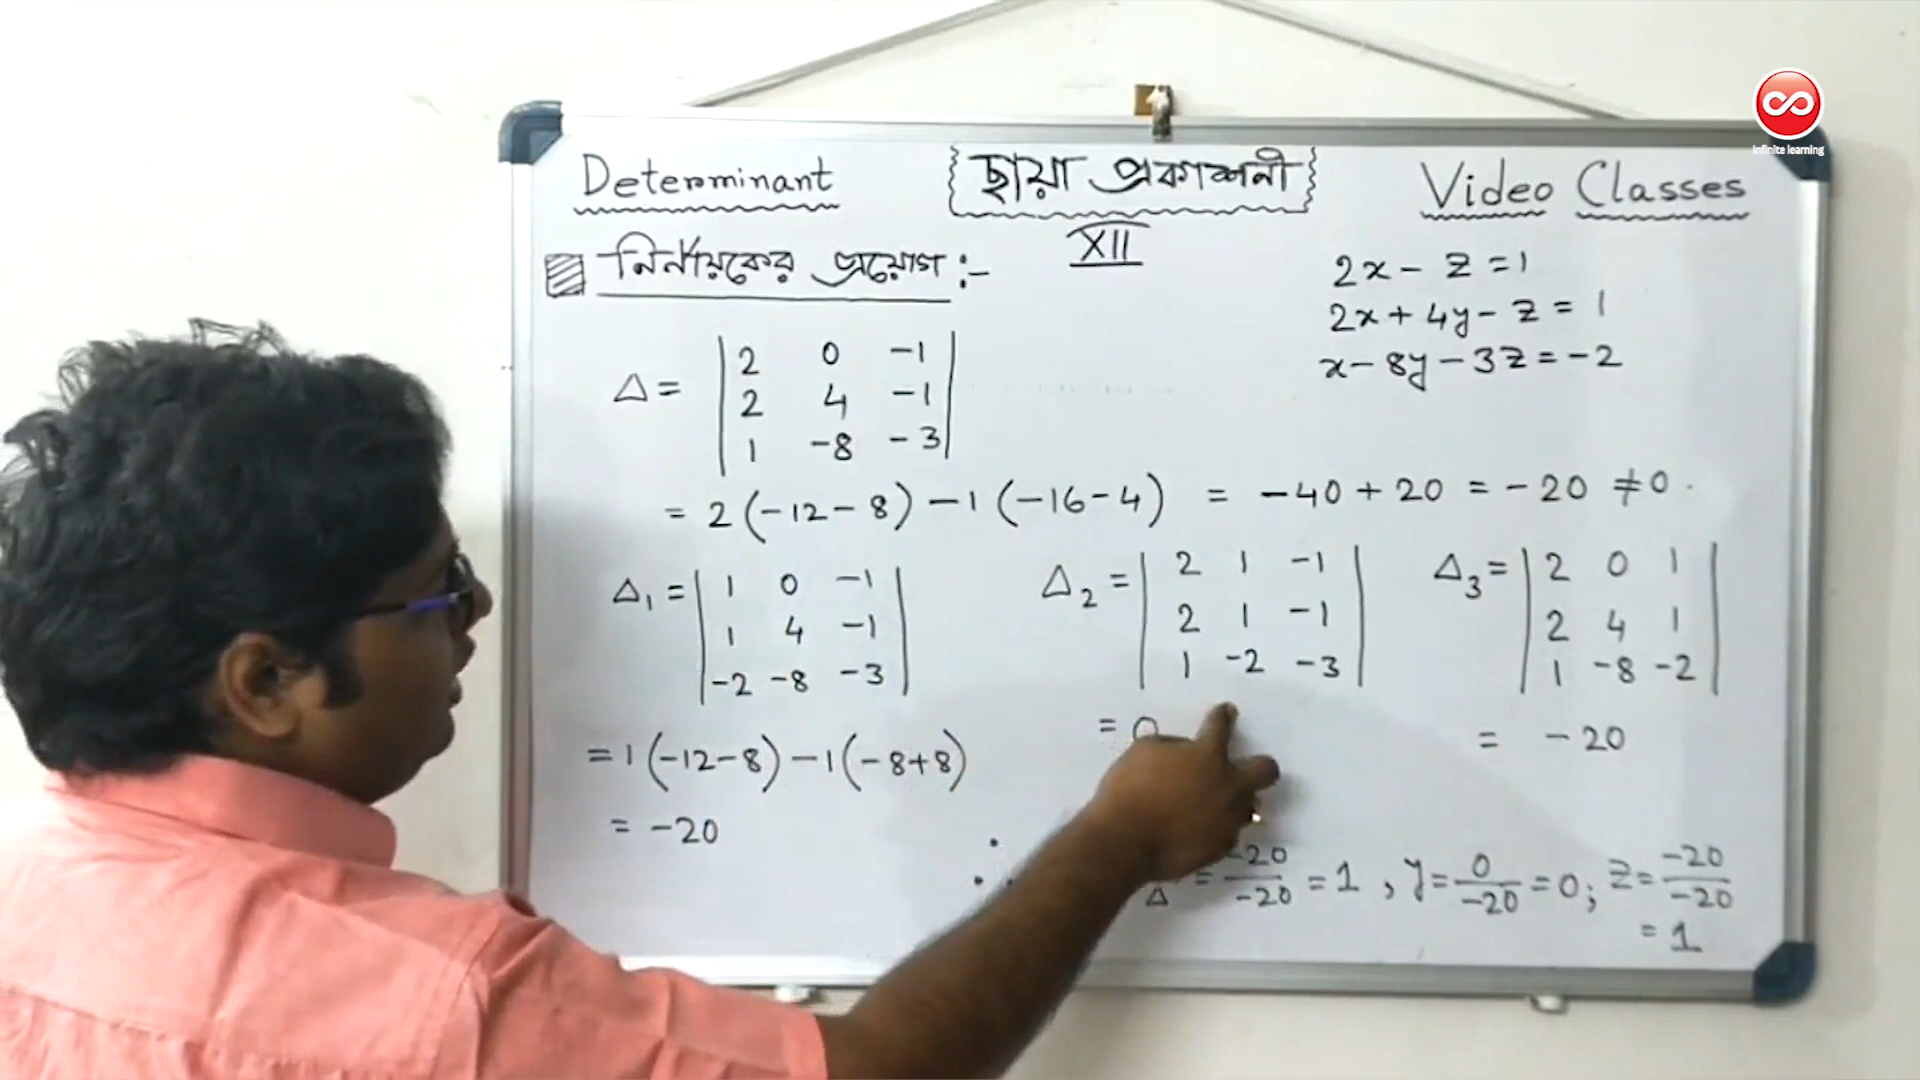 infinite learning
Determinant
ছায়া প্রকাশনী
Video Classes
XII
নির্ণায়কের প্রয়োগ :-
2x - z = 1
2x + 4y - z = 1
x - 8y - 3z = -2
Δ = | 2 0 -1 |
| 2 4 -1 |
| 1 -8 -3 |
= 2(-12-8) -1(-16-4) = -40+20 = -20 ≠0.
Δ₁ = | 1 0 -1 |
| 1 4 -1 |
| -2 -8 -3 |
= 1(-12-8) -1(-8+8)
= -20
Δ₂ = | 2 1 -1 |
| 2 1 -1 |
| 1 -2 -3 |
= 0
Δ₃ = | 2 0 1 |
| 2 4 1 |
| 1 -8 -2 |
= -20
Δ = -20/-20 = 1 , y = 0/-20 = 0; z = -20/-20
= 1